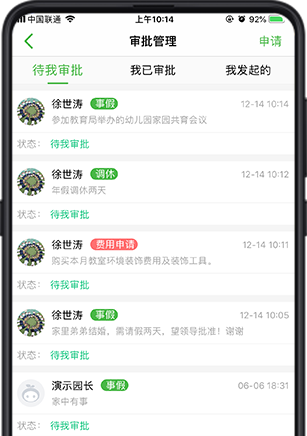 中国联通 上午10:14 92%
审批管理 申请
待我审批 我已审批 我发起的
徐世涛 事假 12-14 10:14
参加教育局举办的幼儿园家园共育会议
状态： 待我审批
徐世涛 调休 12-14 10:12
年假调休两天
状态： 待我审批
徐世涛 费用申请 12-14 10:11
购买本月教室环境装饰费用及装饰工具。
状态： 待我审批
徐世涛 事假 12-14 10:05
家里弟弟结婚，需请假两天，望领导批准！谢谢
状态： 待我审批
演示园长 事假 06-06 18:31
家中有事
状态： 待我审批